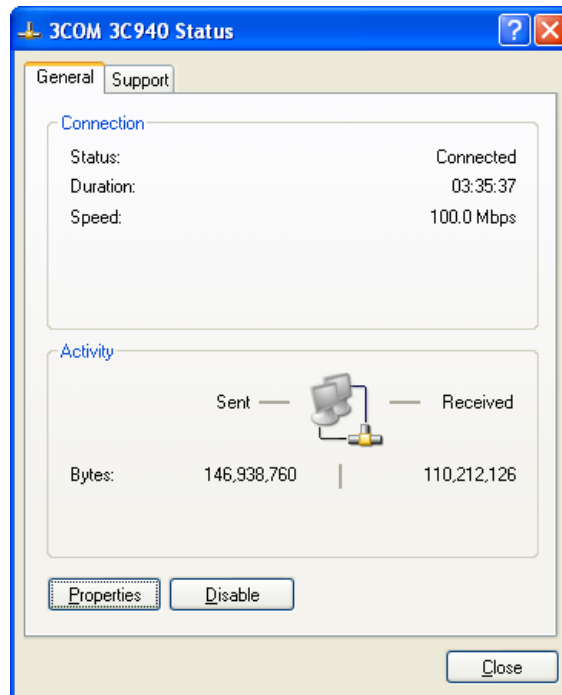 3COM 3C940 Status
General Support
Connection
Status: Connected
Duration: 03:35:37
Speed: 100.0 Mbps
Activity
Sent Received
Bytes: 146,938,760 110,212,126
Properties Disable
Close